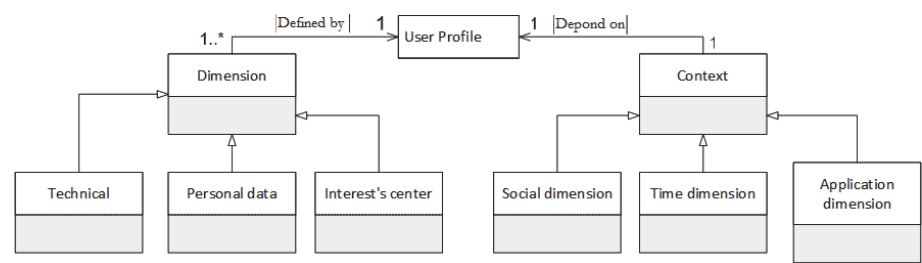 |Defined by |
1
1
|Depond on|
1..*
User Profile
1
Dimension
Context
Technical
Personal data
Interest's center
Social dimension
Time dimension
Application
dimension